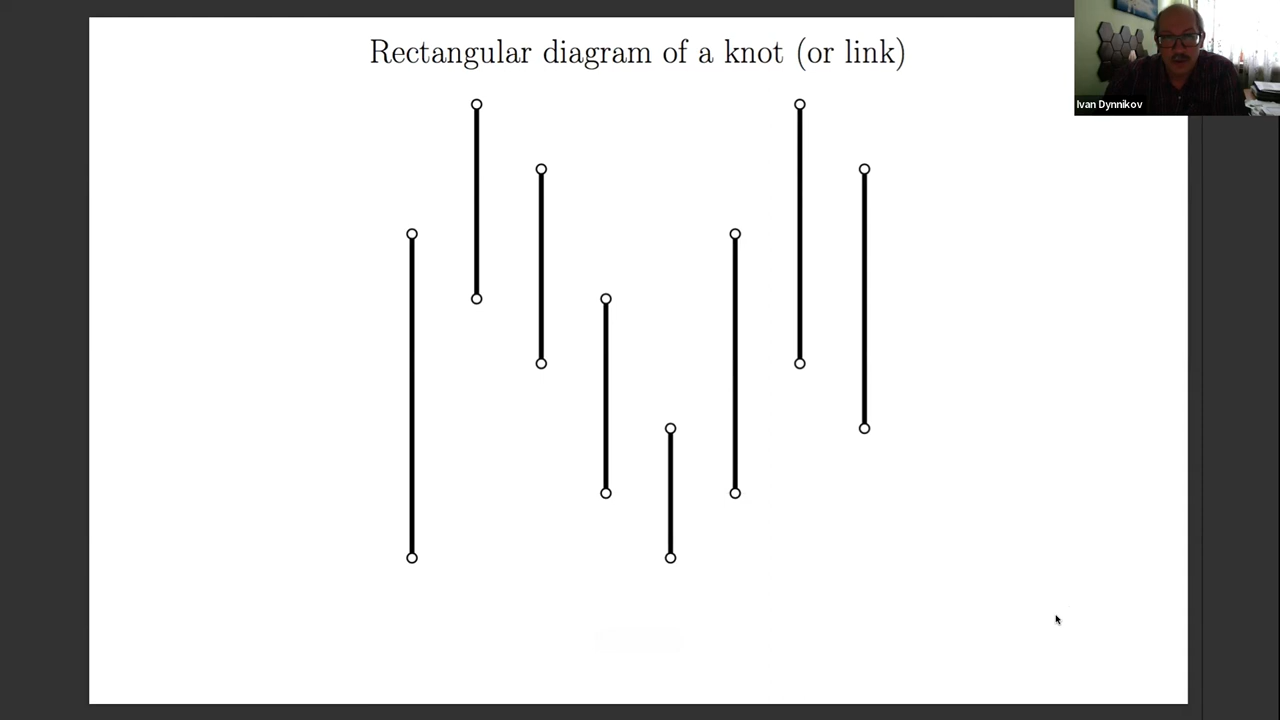 Rectangular diagram of a knot (or link)
Ivan Dynnikov